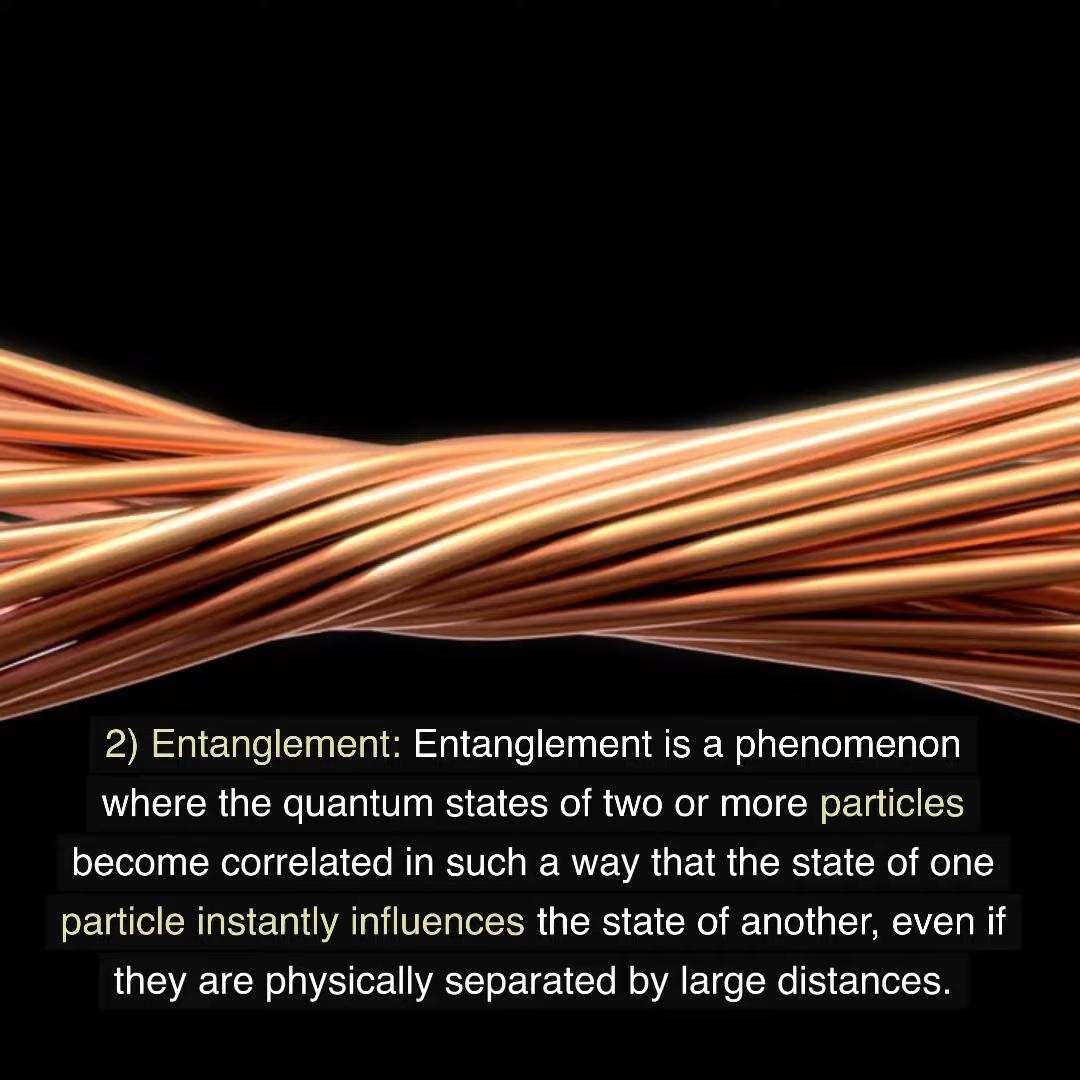 2) Entanglement: Entanglement is a phenomenon
where the quantum states of two or more particles
become correlated in such a way that the state of one
particle instantly influences the state of another, even if
they are physically separated by large distances.